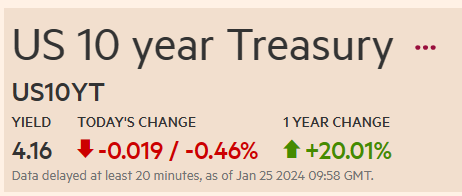 US 10 year Treasury ...
US10YT
YIELD TODAY'S CHANGE 1 YEAR CHANGE
4.16 -0.019 / -0.46% +20.01%
Data delayed at least 20 minutes, as of Jan 25 2024 09:58 GMT.